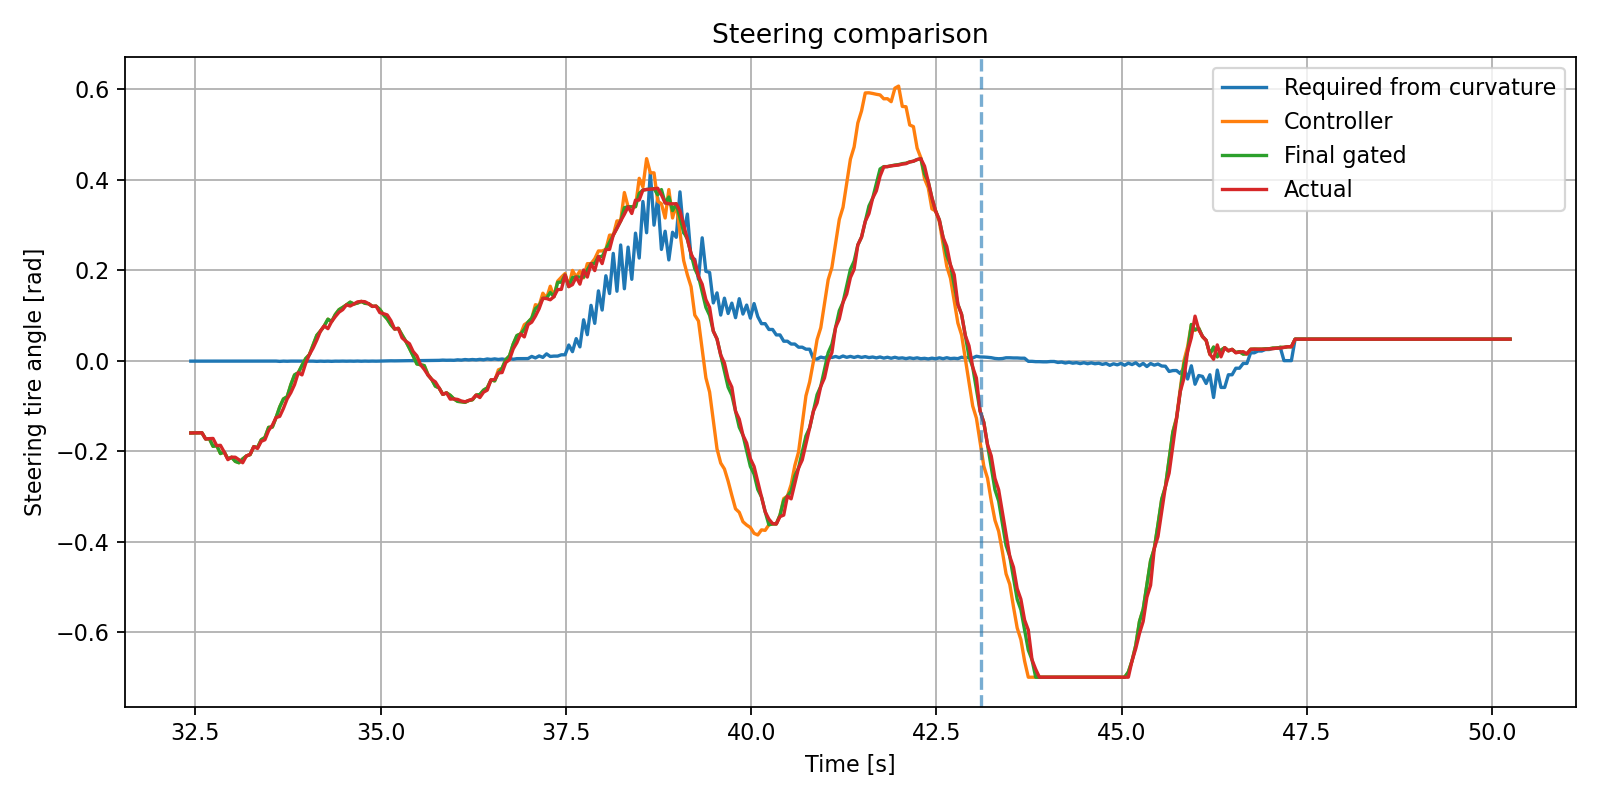 Steering comparison
Required from curvature
Controller
Final gated
Actual
Steering tire angle [rad]
0.6
0.4
0.2
0.0
−0.2
−0.4
−0.6
32.5 35.0 37.5 40.0 42.5 45.0 47.5 50.0
Time [s]